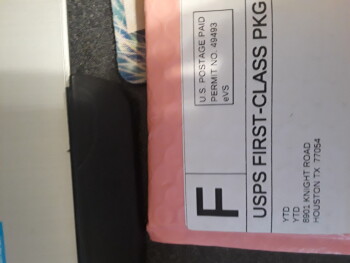 F
U.S. POSTAGE PAID
PERMIT NO. 49493
eVS
USPS FIRST-CLASS PKG
YTD
YTD
8901 KNIGHT ROAD
HOUSTON TX 77054